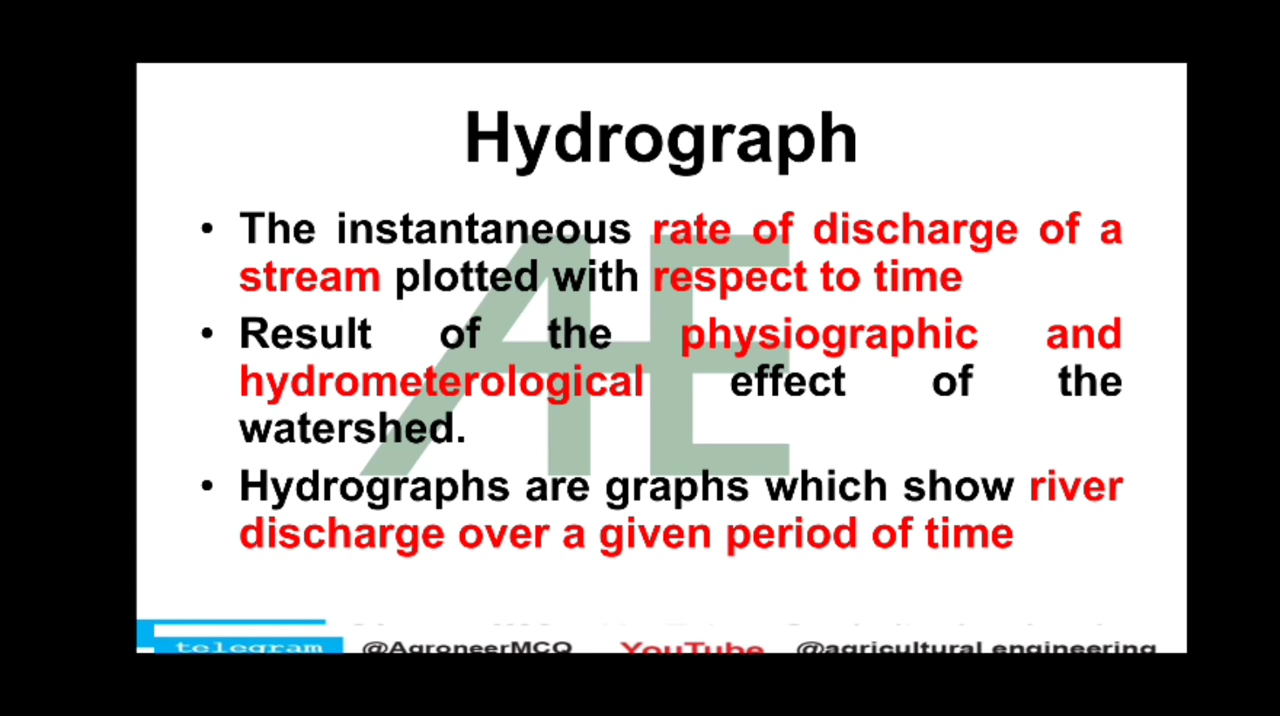 Hydrograph
• The instantaneous rate of discharge of a
stream plotted with respect to time
• Result of the physiographic and
hydrometerological effect of the
watershed.
• Hydrographs are graphs which show river
discharge over a given period of time
AE
telegram @AgroneerMCQ YouTube @agricultural engineering